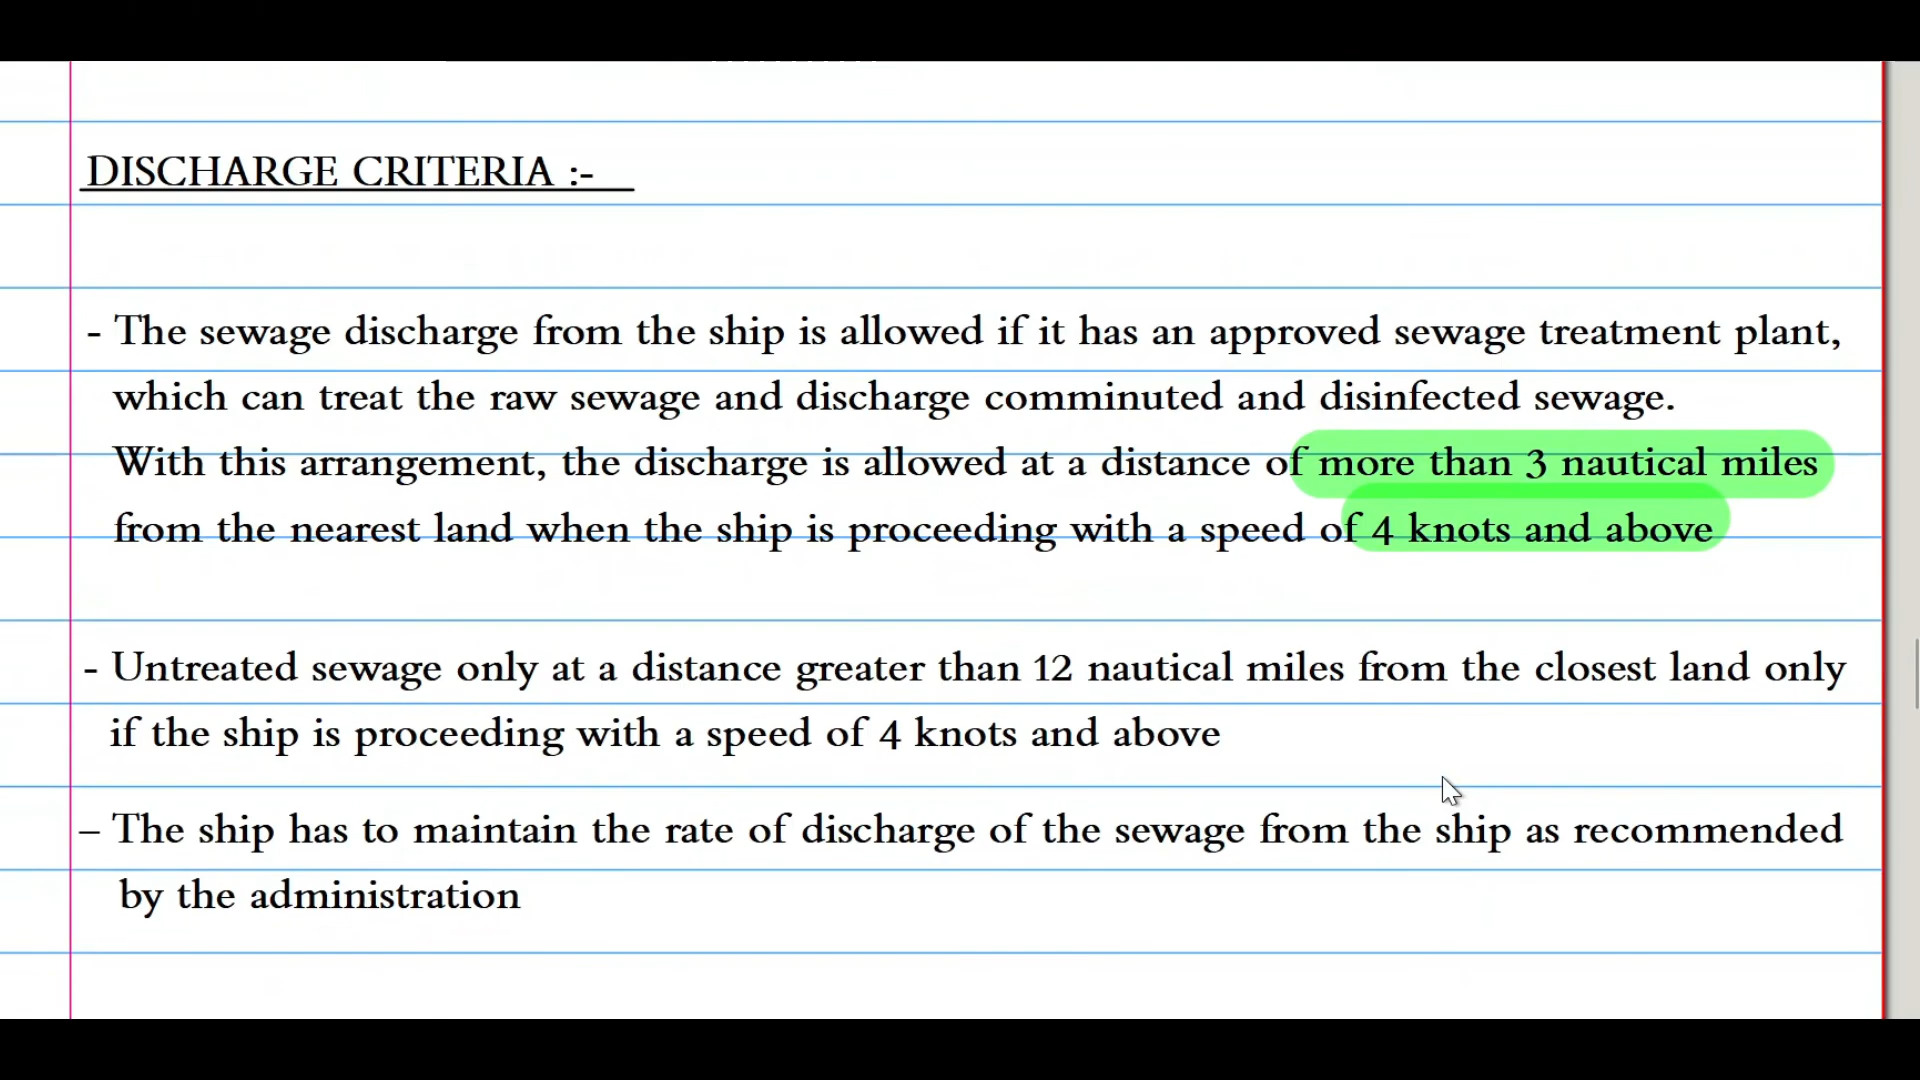 DISCHARGE CRITERIA :-
- The sewage discharge from the ship is allowed if it has an approved sewage treatment plant,
which can treat the raw sewage and discharge comminuted and disinfected sewage.
With this arrangement, the discharge is allowed at a distance of more than 3 nautical miles
from the nearest land when the ship is proceeding with a speed of 4 knots and above
- Untreated sewage only at a distance greater than 12 nautical miles from the closest land only
if the ship is proceeding with a speed of 4 knots and above
– The ship has to maintain the rate of discharge of the sewage from the ship as recommended
by the administration